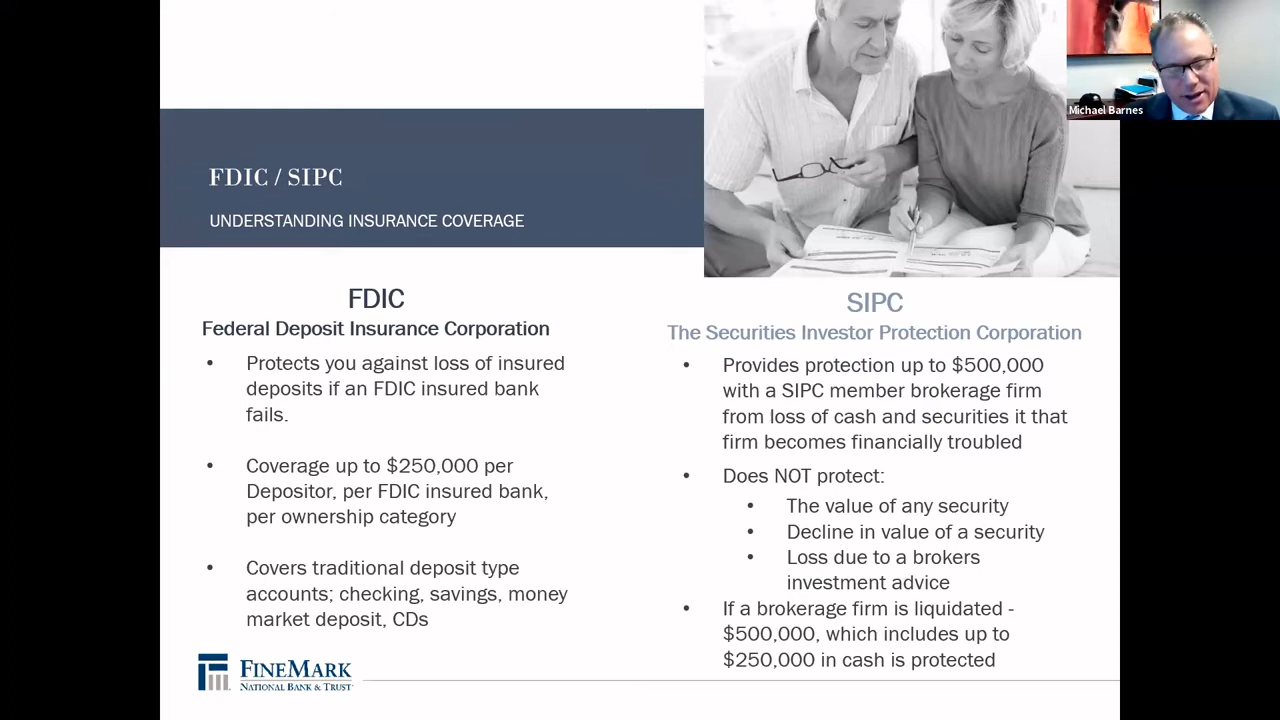 Michael Barnes
FDIC / SIPC
UNDERSTANDING INSURANCE COVERAGE
FDIC
Federal Deposit Insurance Corporation
• Protects you against loss of insured
deposits if an FDIC insured bank
fails.
• Coverage up to $250,000 per
Depositor, per FDIC insured bank,
per ownership category
• Covers traditional deposit type
accounts; checking, savings, money
market deposit, CDs
SIPC
The Securities Investor Protection Corporation
• Provides protection up to $500,000
with a SIPC member brokerage firm
from loss of cash and securities it that
firm becomes financially troubled
• Does NOT protect:
• The value of any security
• Decline in value of a security
• Loss due to a brokers
investment advice
• If a brokerage firm is liquidated -
$500,000, which includes up to
$250,000 in cash is protected
FINEMARK
NATIONAL BANK & TRUST